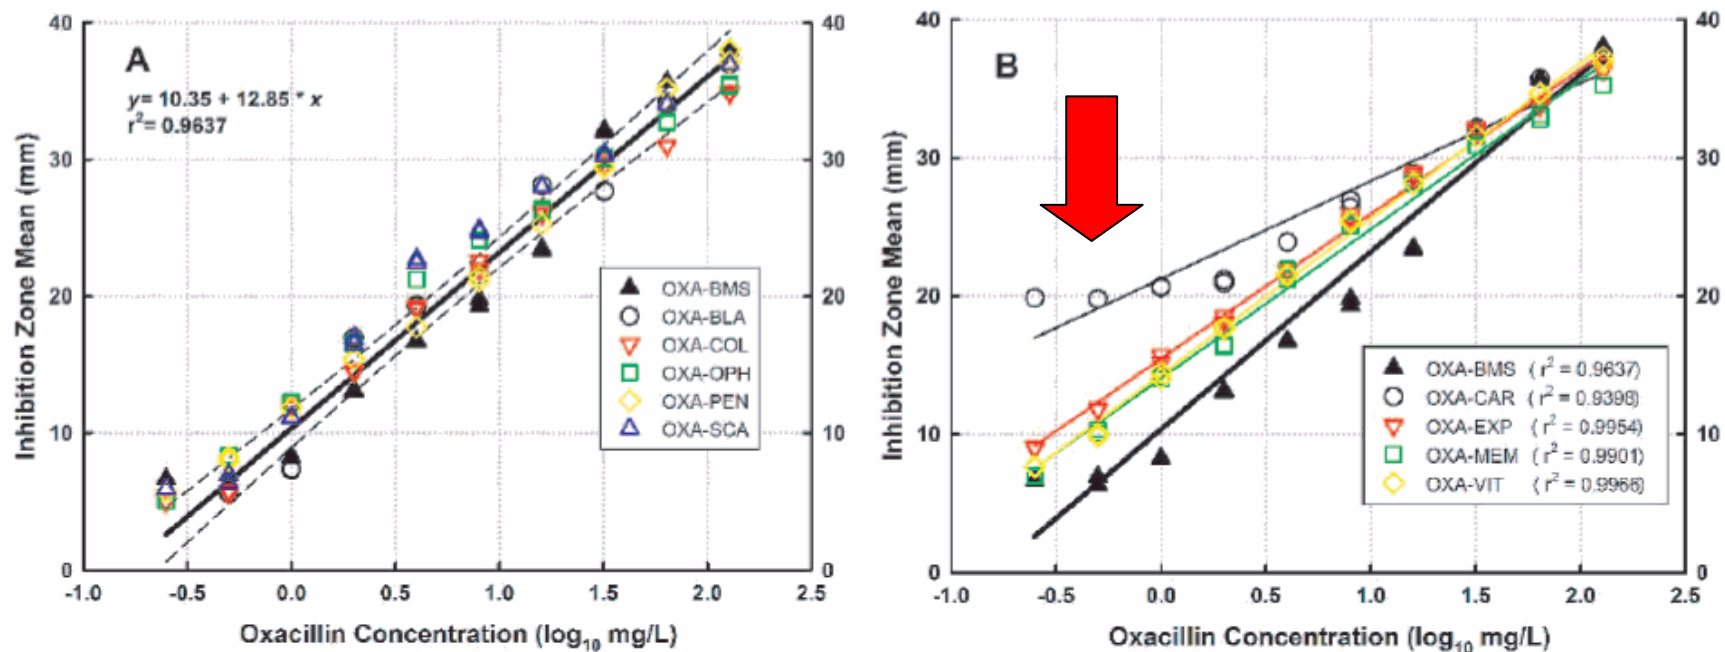 A
y= 10.35 + 12.85 * x
r2= 0.9637
Inhibition Zone Mean (mm)
40
30
20
10
0
40
30
20
10
0
OXA-BMS
OXA-BLA
OXA-COL
OXA-OPH
OXA-PEN
OXA-SCA
-1.0 -0.5 0.0 0.5 1.0 1.5 2.0 2.5
Oxacillin Concentration (log10 mg/L)
B
Inhibition Zone Mean (mm)
40
30
20
10
0
40
30
20
10
0
OXA-BMS ( r2 = 0.9637)
OXA-CAR ( r2 = 0.9398)
OXA-EXP ( r2 = 0.9954)
OXA-MEM ( r2 = 0.9901)
OXA-VIT ( r2 = 0.9966)
-1.0 -0.5 0.0 0.5 1.0 1.5 2.0 2.5
Oxacillin Concentration (log10 mg/L)